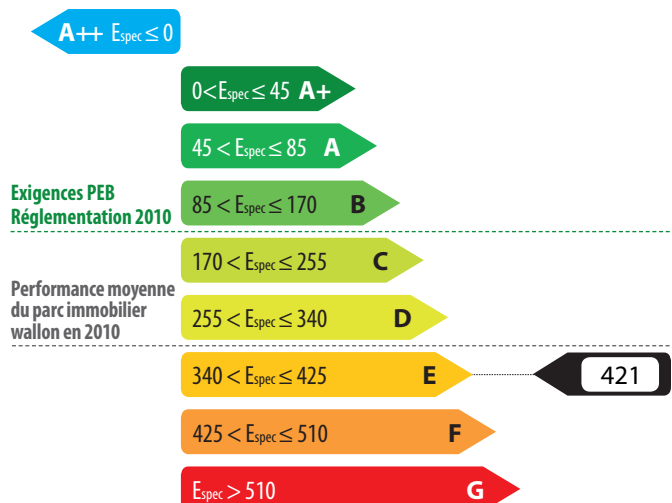 A++ Espec ≤ 0
0<Espec ≤ 45 A+
45 < Espec ≤ 85 A
Exigences PEB
Réglementation 2010
85 < Espec ≤ 170 B
170 < Espec ≤ 255 C
Performance moyenne
du parc immobilier
wallon en 2010
255 < Espec ≤ 340 D
340 < Espec ≤ 425 E
421
425 < Espec ≤ 510 F
Espec > 510 G